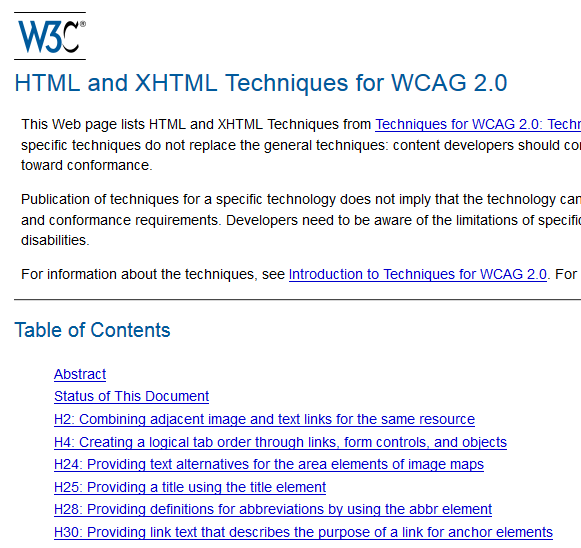 W3C®
HTML and XHTML Techniques for WCAG 2.0
This Web page lists HTML and XHTML Techniques from Techniques for WCAG 2.0:
specific techniques do not replace the general techniques: content developers should
toward conformance.
Publication of techniques for a specific technology does not imply that the technology can
and conformance requirements. Developers need to be aware of the limitations of
disabilities.
For information about the techniques, see Introduction to Techniques for WCAG 2.0. For
Table of Contents
Abstract
Status of This Document
H2: Combining adjacent image and text links for the same resource
H4: Creating a logical tab order through links, form controls, and objects
H24: Providing text alternatives for the area elements of image maps
H25: Providing a title using the title element
H28: Providing definitions for abbreviations by using the abbr element
H30: Providing link text that describes the purpose of a link for anchor elements